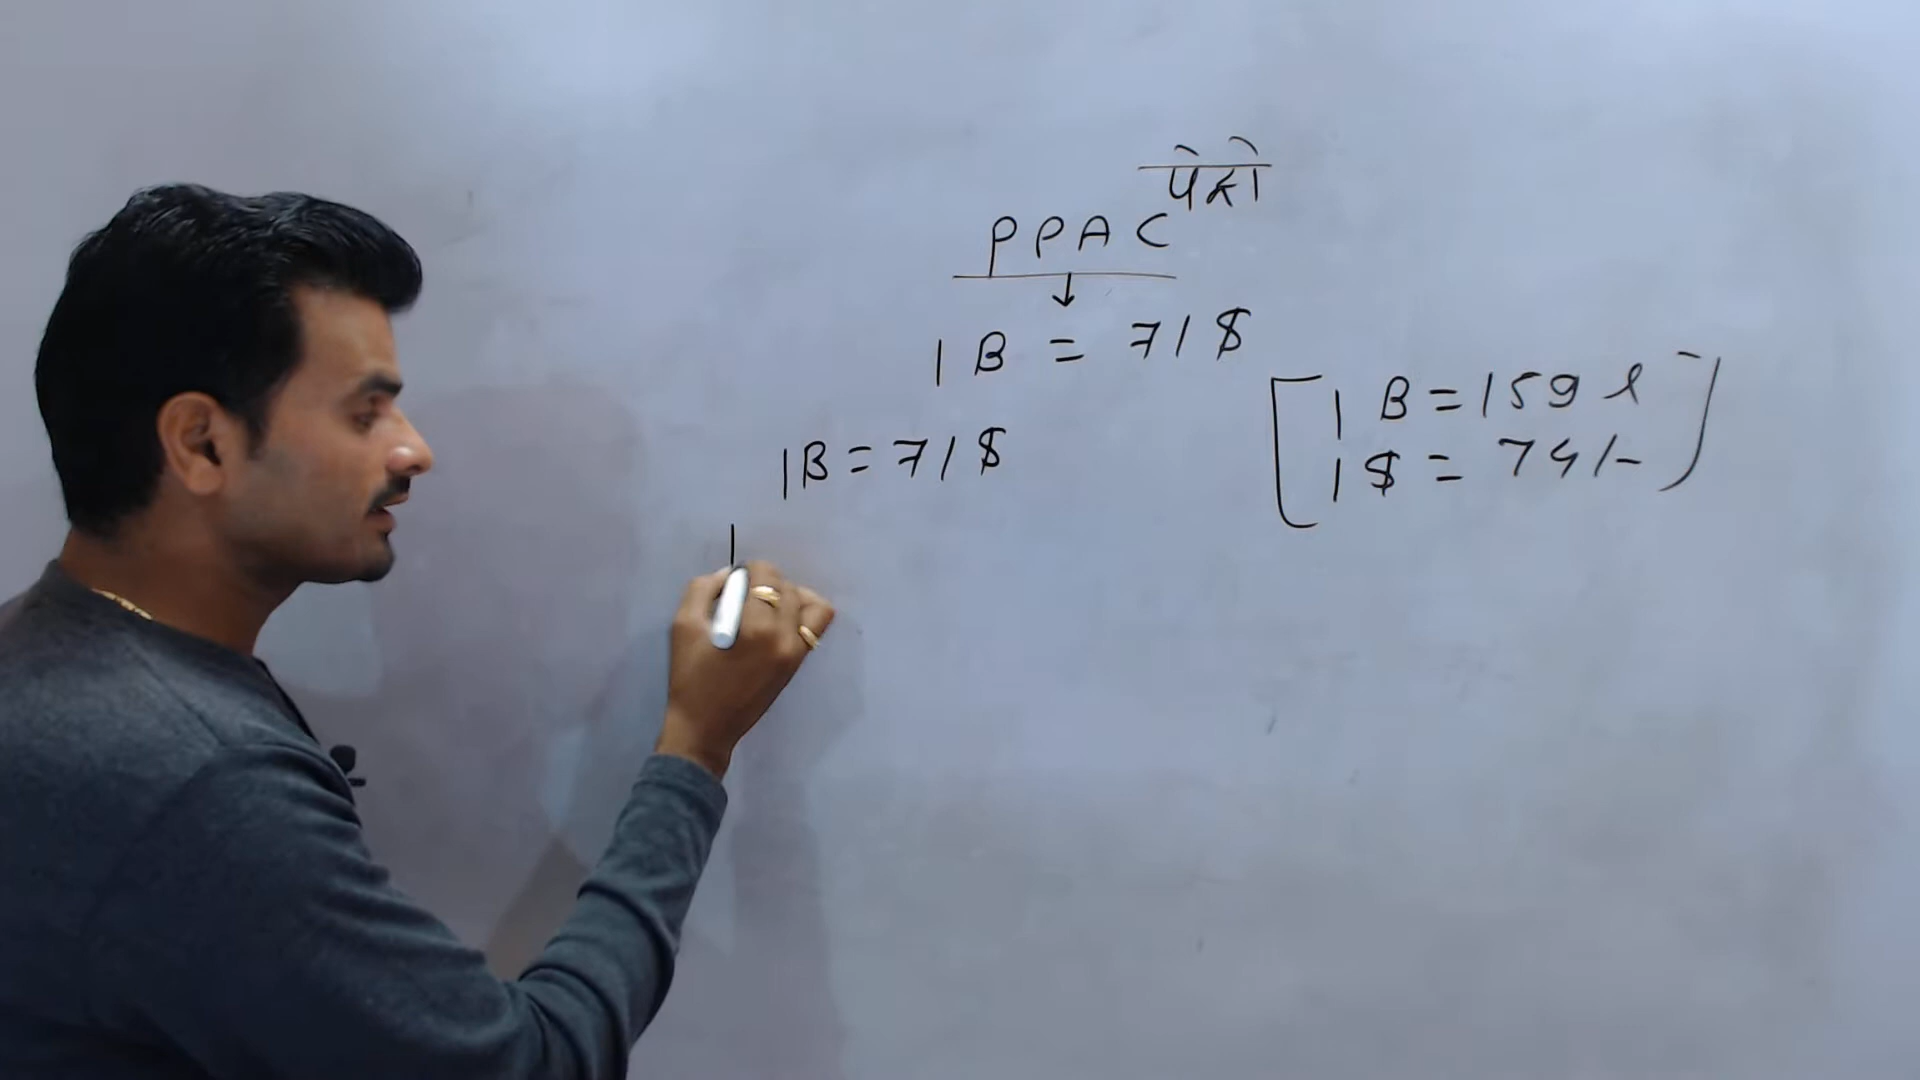 PPAC
1 B = 71 $
1 B = 159 l
1B = 71 $
1 $ = 74/-